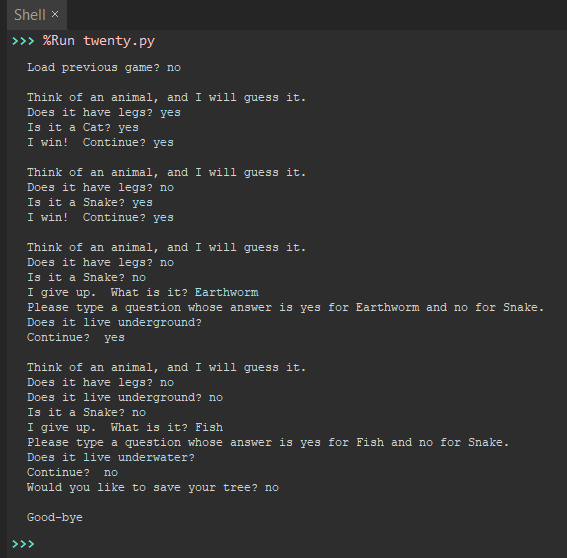 Shell ×
>>> %Run twenty.py
Load previous game? no
Think of an animal, and I will guess it.
Does it have legs? yes
Is it a Cat? yes
I win!  Continue? yes
Think of an animal, and I will guess it.
Does it have legs? no
Is it a Snake? yes
I win!  Continue? yes
Think of an animal, and I will guess it.
Does it have legs? no
Is it a Snake? no
I give up.  What is it? Earthworm
Please type a question whose answer is yes for Earthworm and no for Snake.
Does it live underground?
Continue?  yes
Think of an animal, and I will guess it.
Does it have legs? no
Does it live underground? no
Is it a Snake? no
I give up.  What is it? Fish
Please type a question whose answer is yes for Fish and no for Snake.
Does it live underwater?
Continue?  no
Would you like to save your tree? no
Good-bye
>>>